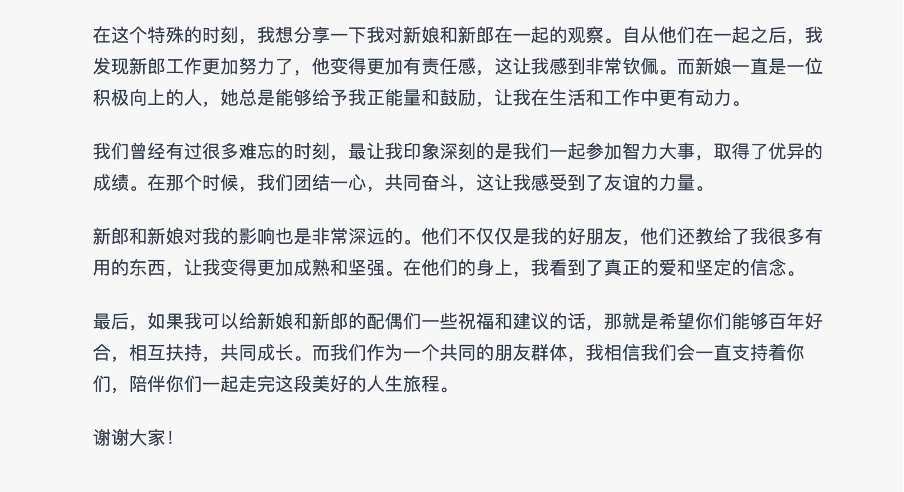 在这个特殊的时刻，我想分享一下我对新娘和新郎在一起的观察。自从他们在一起之后，我
发现新郎工作更加努力了，他变得更加有责任感，这让我感到非常钦佩。而新娘一直是一位
积极向上的人，她总是能够给予我正能量和鼓励，让我在生活和工作中更有动力。
我们曾经有过很多难忘的时刻，最让我印象深刻的是我们一起参加智力大事，取得了优异的
成绩。在那个时候，我们团结一心，共同奋斗，这让我感受到了友谊的力量。
新郎和新娘对我的影响也是非常深远的。他们不仅仅是我的好朋友，他们还教给了我很多有
用的东西，让我变得更加成熟和坚强。在他们的身上，我看到了真正的爱和坚定的信念。
最后，如果我可以给新娘和新郎的配偶们一些祝福和建议的话，那就是希望你们能够百年好
合，相互扶持，共同成长。而我们作为一个共同的朋友群体，我相信我们会一直支持着你
们，陪伴你们一起走完这段美好的人生旅程。
谢谢大家！